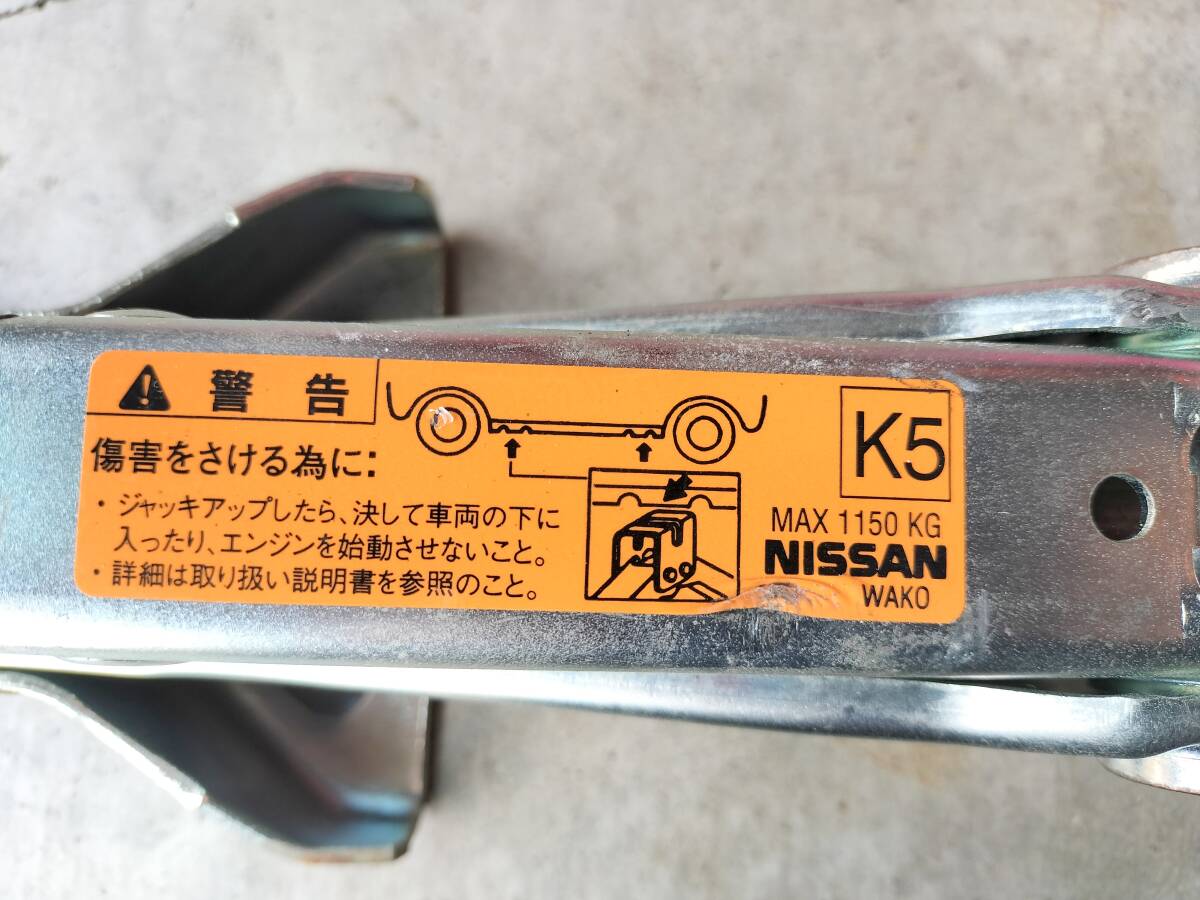 警告
傷害をさける為に:
・ジャッキアップしたら、決して車両の下に
入ったり、エンジンを始動させないこと。
・詳細は取り扱い説明書を参照のこと。
K5
MAX 1150 KG
NISSAN
WAKO